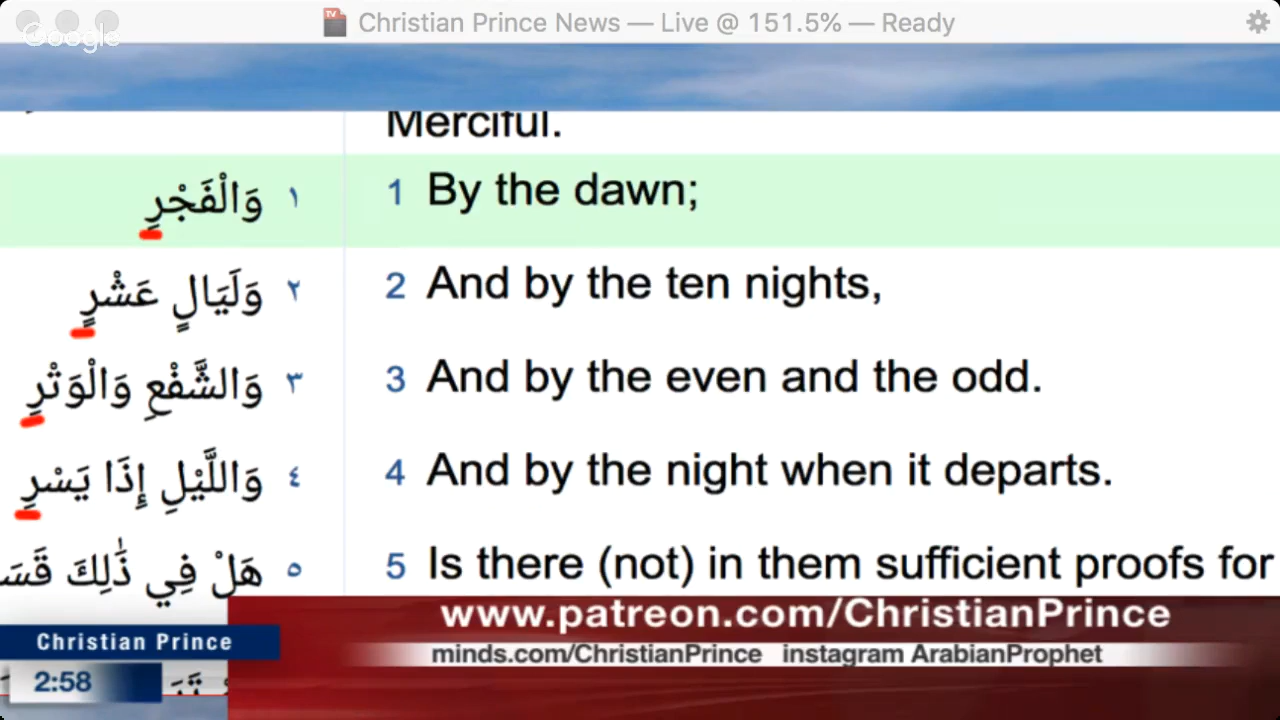 Christian Prince News — Live @ 151.5% — Ready
Google
Merciful.
وَالْفَجْرِ ١
1 By the dawn;
وَلَيَالٍ عَشْرٍ ٢
2 And by the ten nights,
وَالشَّفْعِ وَالْوَتْرِ ٣
3 And by the even and the odd.
وَاللَّيْلِ إِذَا يَسْرِ ٤
4 And by the night when it departs.
هَلْ فِي ذَٰلِكَ ٥
5 Is there (not) in them sufficient proofs for
www.patreon.com/ChristianPrince
Christian Prince
minds.com/ChristianPrince instagram ArabianProphet
2:58